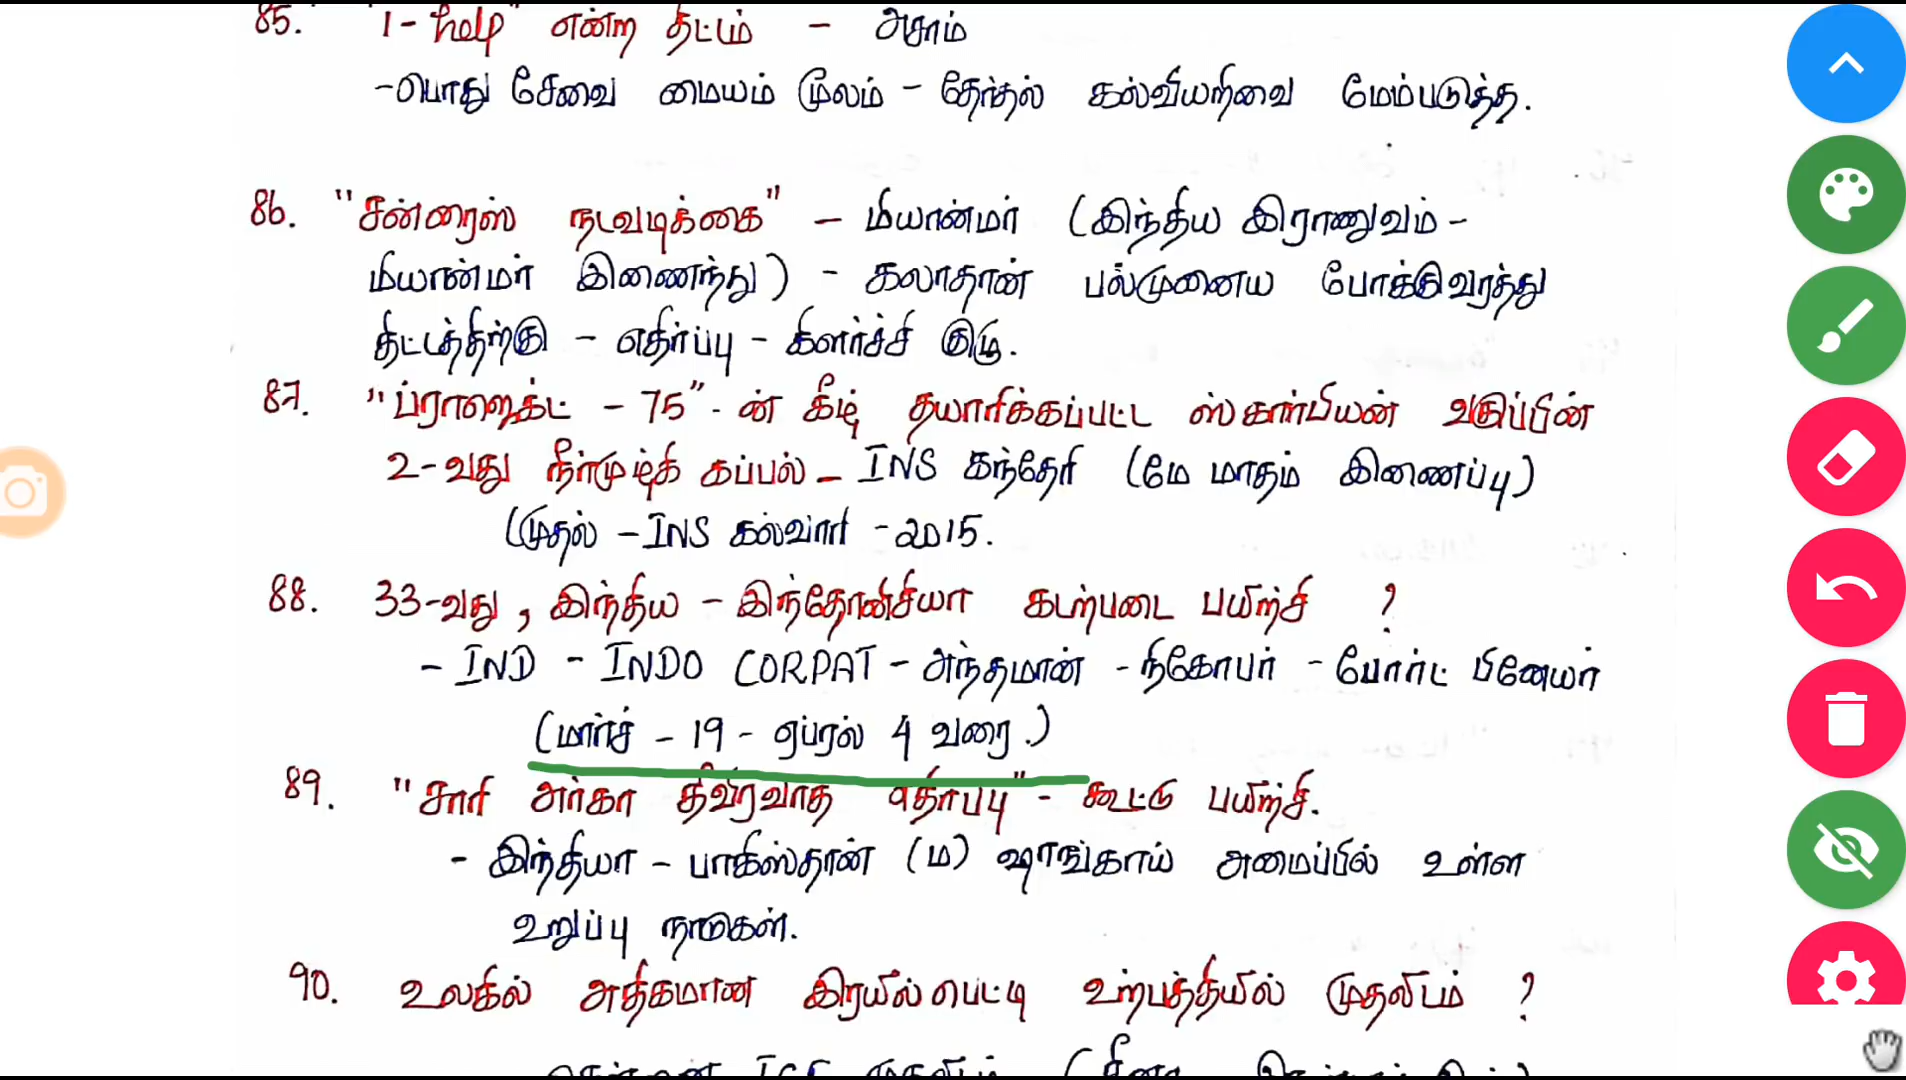 85. "I - help" என்ற திட்டம் - அசாம்
- பொது சேவை மையம் மூலம் - தேர்தல் கல்வியறிவை மேம்படுத்த.
86. "சன்ரைஸ் நடவடிக்கை" - மியான்மர் (இந்திய இராணுவம் -
மியான்மர் இணைந்து) - கலாதான் பல்முனைய போக்குவரத்து
திட்டத்திற்கு - எதிர்ப்பு - கிளர்ச்சி குழு.
87. "ப்ராஜெக்ட் - 75" - ன் கீழ் தயாரிக்கப்பட்ட ஸ்கார்பியன் வகுப்பின்
2-வது நீர்முழ்கி கப்பல் - INS கந்தேரி (மே மாதம் இணைப்பு)
(முதல் - INS கல்வார் - 2015.
88. 33-வது, இந்திய - இந்தோனிசியா கடற்படை பயிற்சி ?
- IND - INDO CORPAT - அந்தமான் - நிகோபர் - போர்ட் பிளேயர்
(மார்ச் - 19 - ஏப்ரல் 4 வரை.)
89. "சாரி அர்கா தீவிரவாத எதிர்ப்பு" - கூட்டு பயிற்சி.
- இந்தியா - பாகிஸ்தான் (ம) ஷாங்காய் அமைப்பில் உள்ள
உறுப்பு நாடுகள்.
90. உலகில் அதிகமான இரயில்பெட்டி உற்பத்தியில் முதலிடம் ?